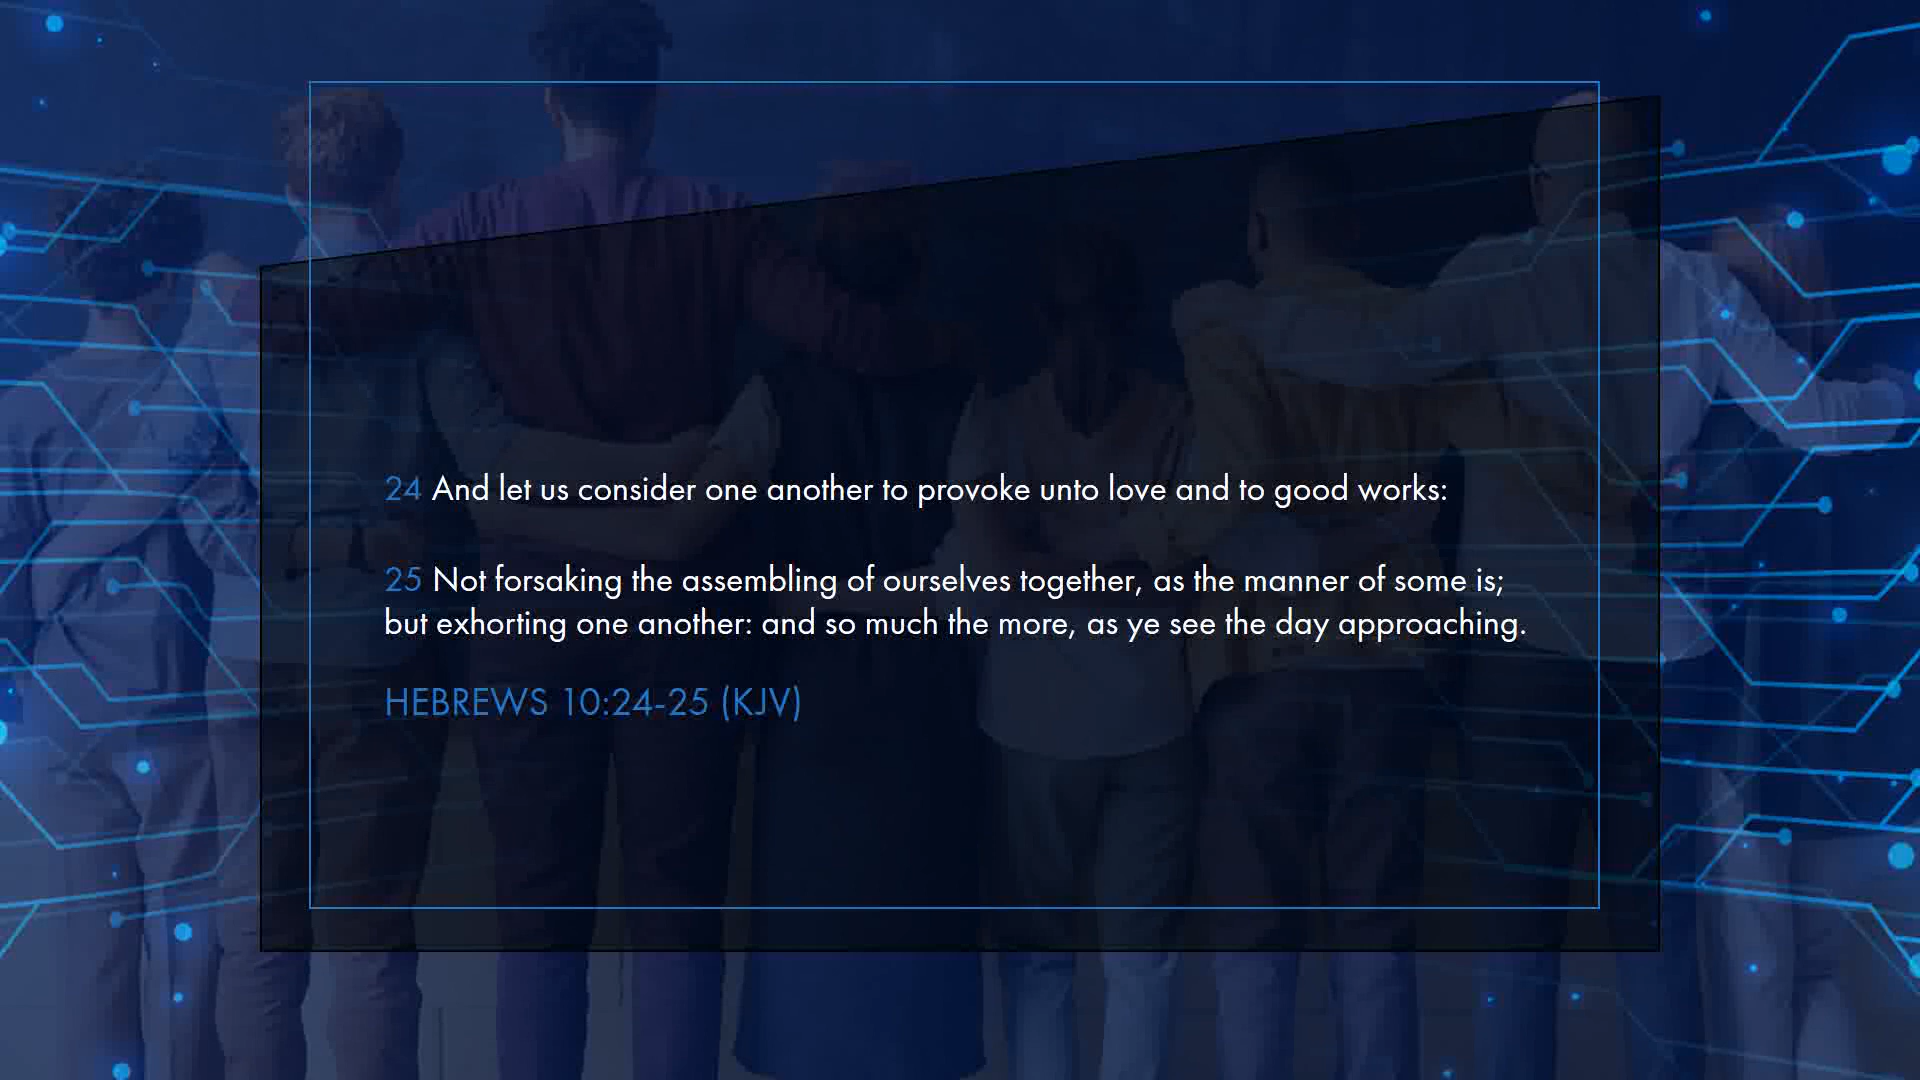 24 And let us consider one another to provoke unto love and to good works:
25 Not forsaking the assembling of ourselves together, as the manner of some is;
but exhorting one another: and so much the more, as ye see the day approaching.
HEBREWS 10:24-25 (KJV)